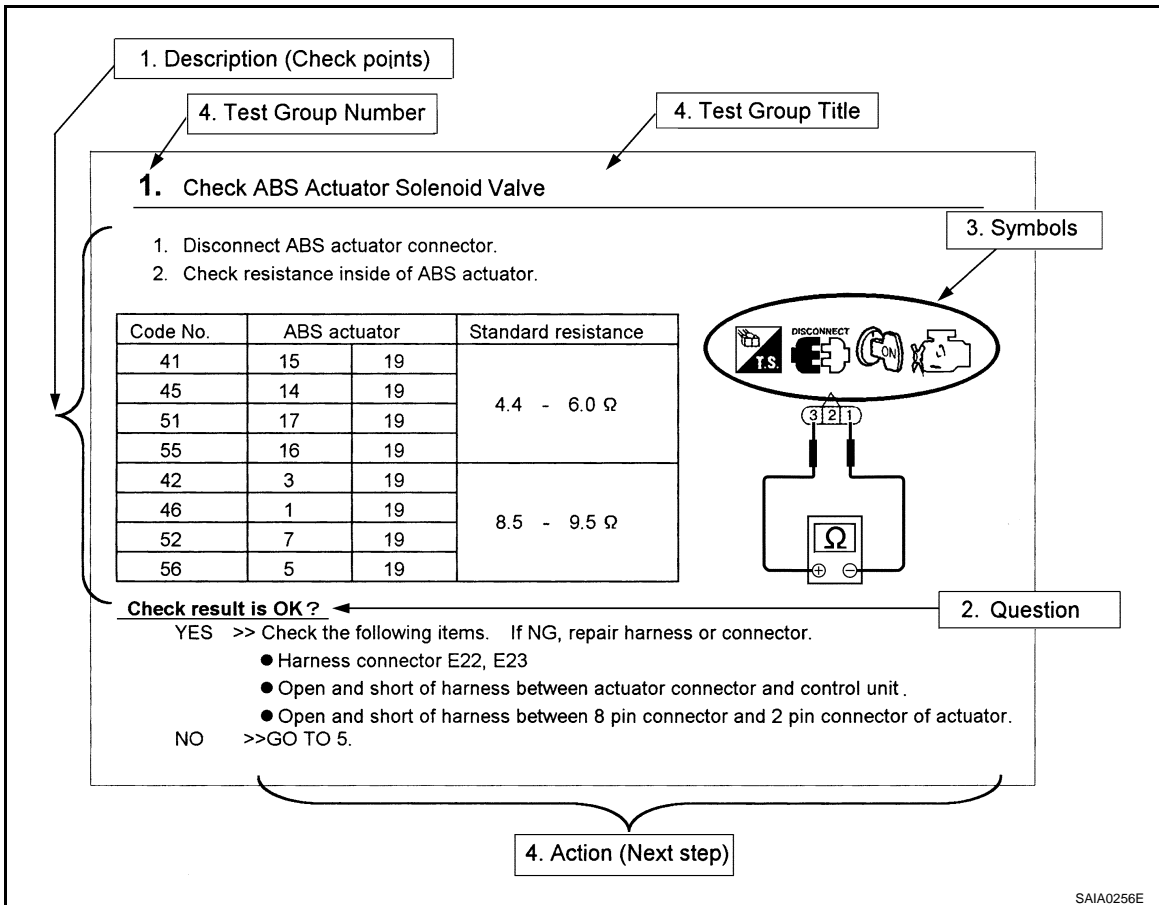 1. Description (Check points)
4. Test Group Number
4. Test Group Title
1. Check ABS Actuator Solenoid Valve
3. Symbols
1. Disconnect ABS actuator connector.
2. Check resistance inside of ABS actuator.
Code No. ABS actuator Standard resistance
41 15 19
45 14 19
4.4 - 6.0 Ω
51 17 19
55 16 19
42 3 19
46 1 19
8.5 - 9.5 Ω
52 7 19
56 5 19
T.S.
DISCONNECT
ON
3 2 1
Ω
⊕ ⊖
Check result is OK?
2. Question
YES >> Check the following items. If NG, repair harness or connector.
● Harness connector E22, E23
● Open and short of harness between actuator connector and control unit.
● Open and short of harness between 8 pin connector and 2 pin connector of actuator.
NO >>GO TO 5.
4. Action (Next step)
SAIA0256E